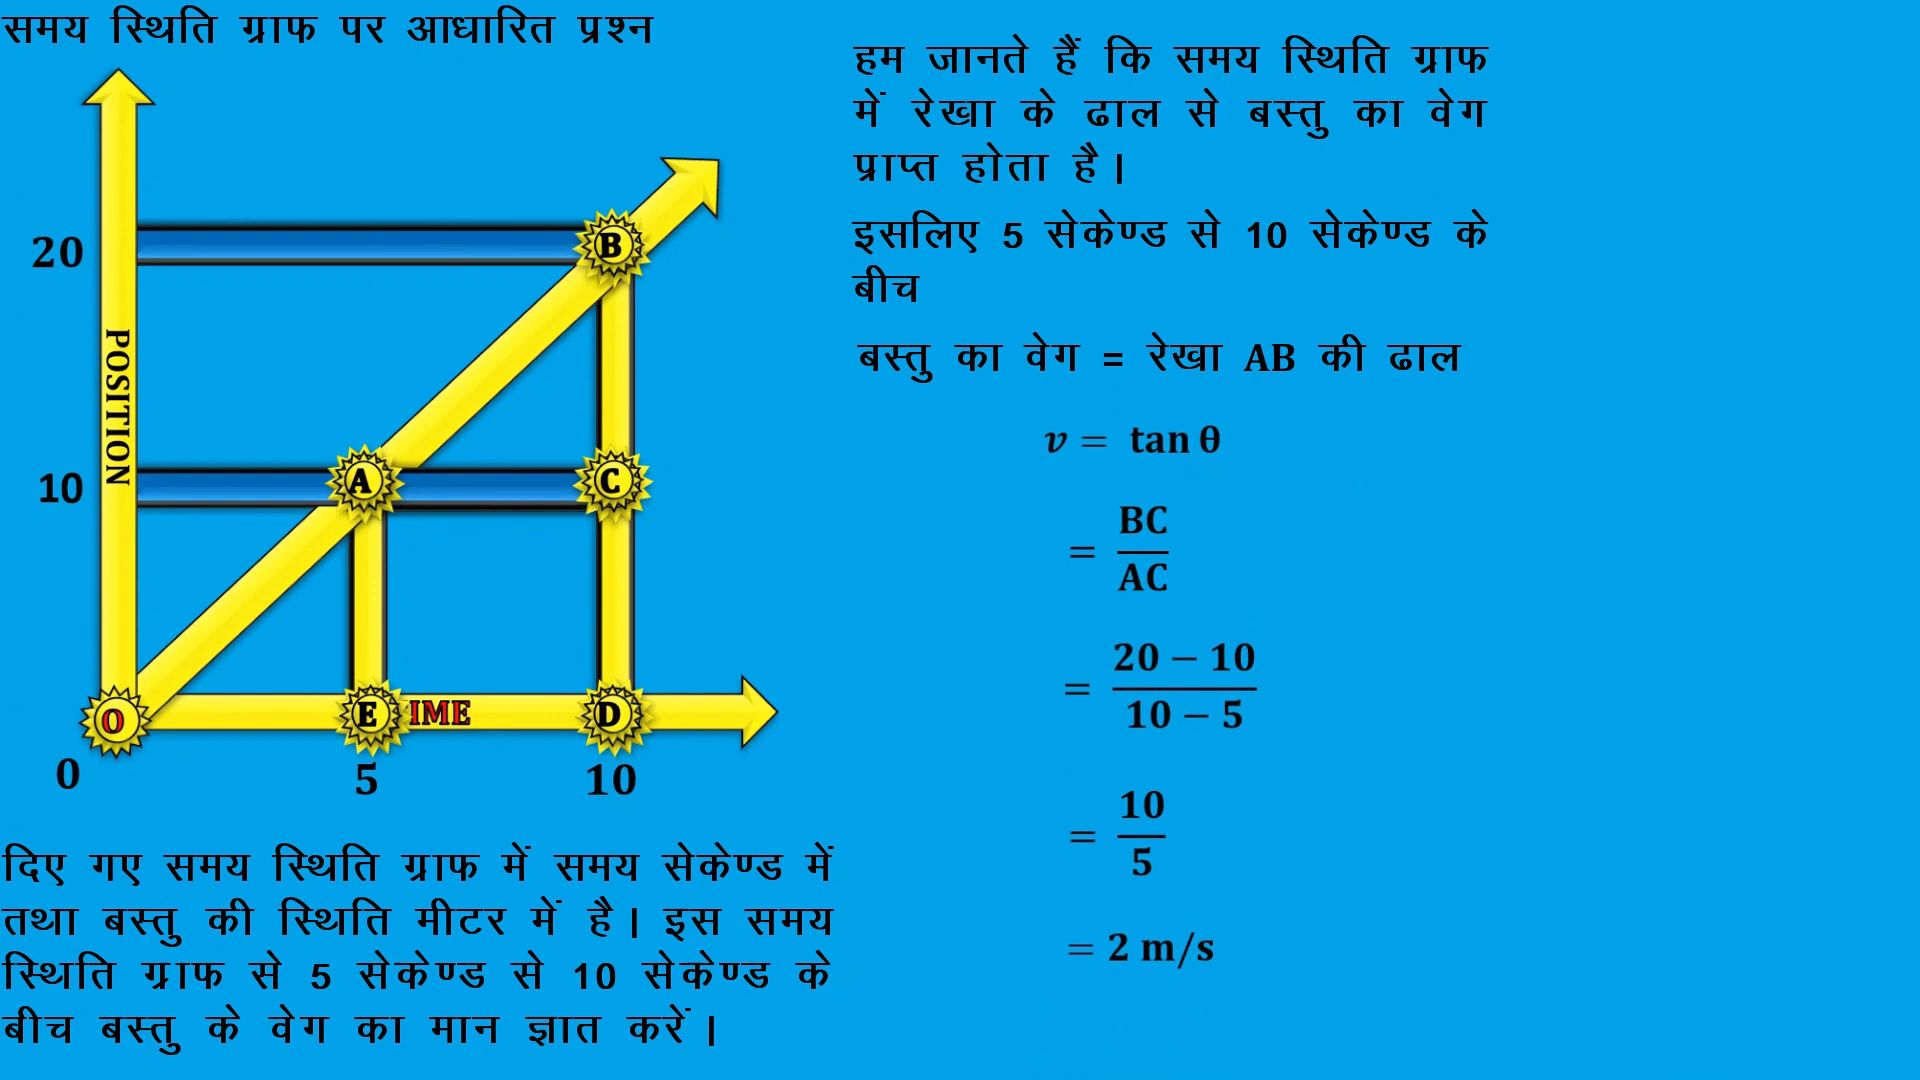 समय स्थिति ग्राफ पर आधारित प्रश्न
20
10
POSITION
B
A
C
O
E
IME
D
0
5
10
दिए गए समय स्थिति ग्राफ में समय सेकेण्ड में
तथा बस्तु की स्थिति मीटर में है।  इस समय
स्थिति ग्राफ से 5 सेकेण्ड से 10 सेकेण्ड के
बीच बस्तु के वेग का मान ज्ञात करें।
हम जानते हैं कि समय स्थिति ग्राफ
में रेखा के ढाल से बस्तु का वेग
प्राप्त होता है।
इसलिए 5 सेकेण्ड से 10 सेकेण्ड के
बीच
बस्तु का वेग = रेखा AB की ढाल
v = tan θ
= BC
AC
= 20 − 10
10 − 5
= 10
5
= 2 m/s